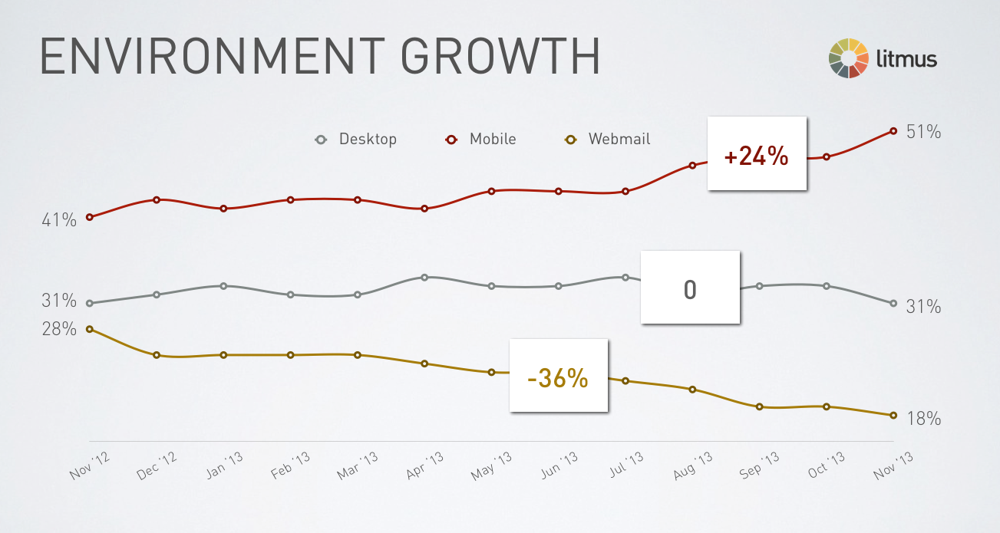 ENVIRONMENT GROWTH
litmus
Desktop Mobile Webmail
51%
+24%
41%
0
31%
31%
28%
-36%
18%
Nov '12 Dec '12 Jan '13 Feb '13 Mar '13 Apr '13 May '13 Jun '13 Jul '13 Aug '13 Sep '13 Oct '13 Nov '13